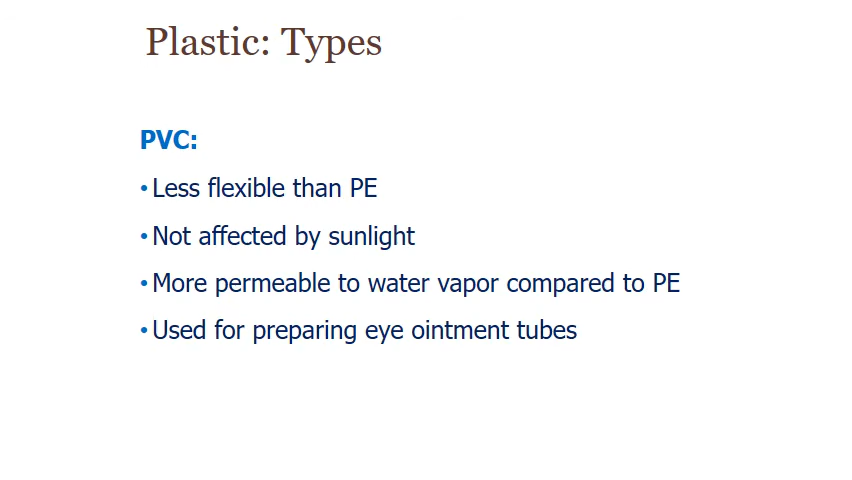 Plastic: Types
PVC:
•Less flexible than PE
•Not affected by sunlight
•More permeable to water vapor compared to PE
•Used for preparing eye ointment tubes